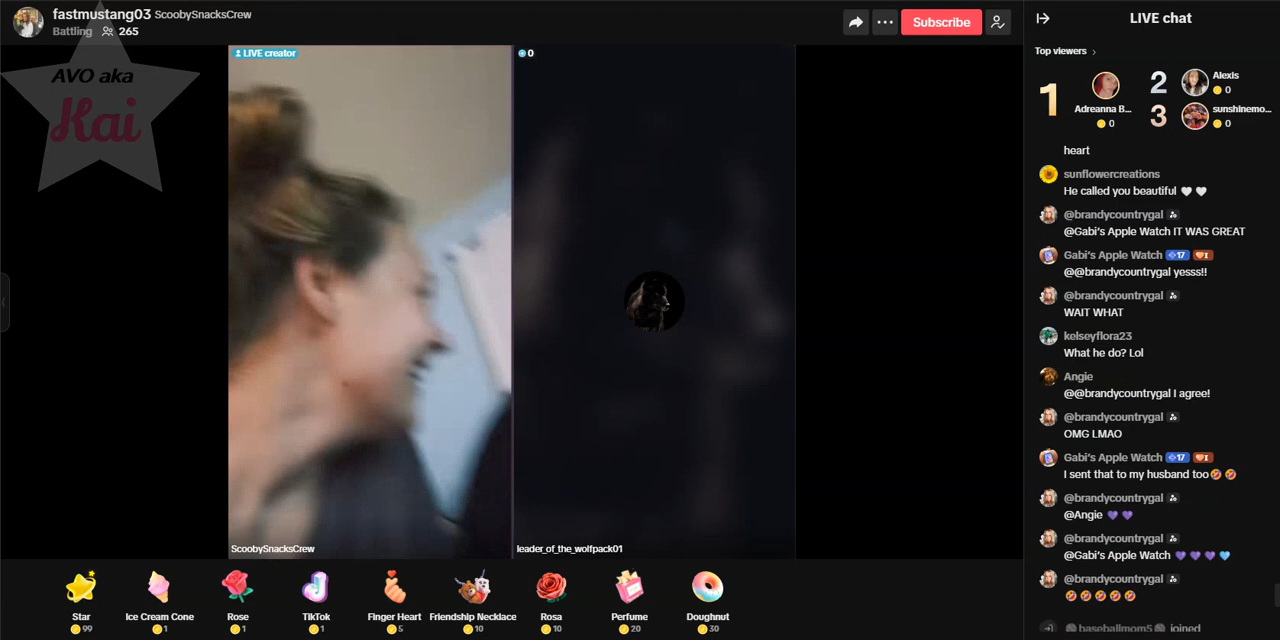 fastmustang03 ScoobySnacksCrew
Battling 265
Subscribe
AVO aka
Kai
LIVE creator
0
ScoobySnacksCrew
leader_of_the_wolfpack01
Star
99
Ice Cream Cone
1
Rose
1
TikTok
1
Finger Heart
5
Friendship Necklace
10
Rosa
10
Perfume
20
Doughnut
30
LIVE chat
Top viewers
1
Adreanna B...
0
2
Alexis
0
3
sunshinemo...
0
heart
sunflowercreations
He called you beautiful
@brandycountrygal
@Gabi's Apple Watch IT WAS GREAT
Gabi's Apple Watch 17 I
@@brandycountrygal yesss!!
@brandycountrygal
WAIT WHAT
kelseyflora23
What he do? Lol
Angie
@@brandycountrygal I agree!
@brandycountrygal
OMG LMAO
Gabi's Apple Watch 17 I
I sent that to my husband too
@brandycountrygal
@Angie
@brandycountrygal
@Gabi's Apple Watch
@brandycountrygal
baseballmom5 joined